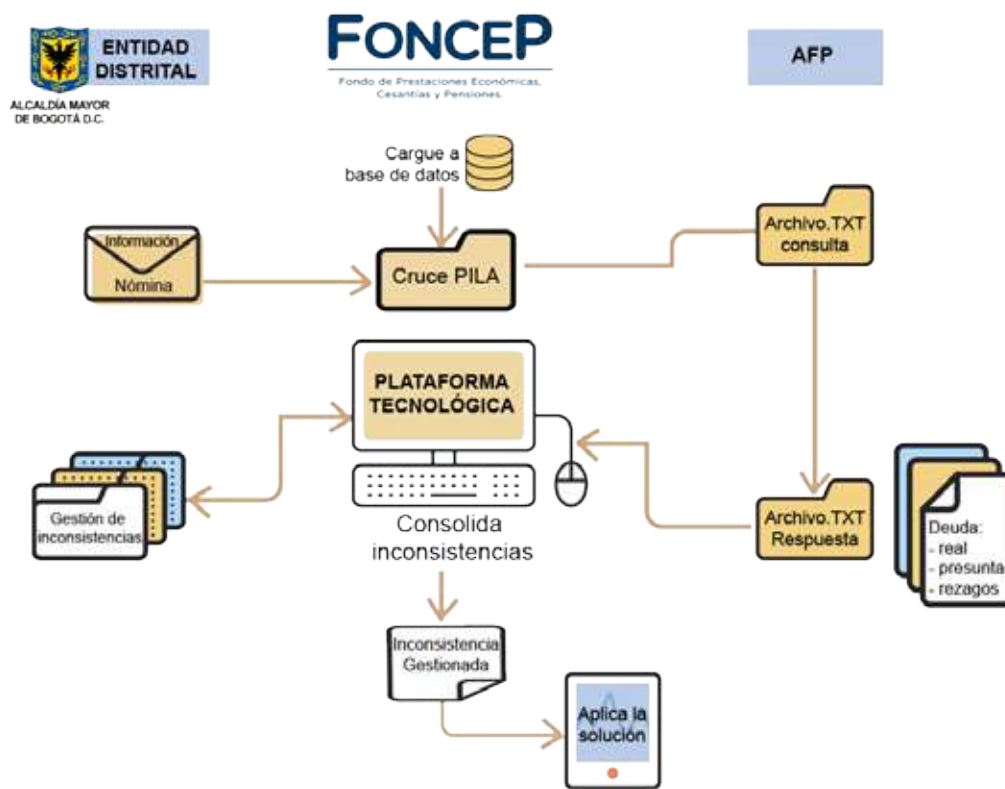 ENTIDAD
DISTRITAL
ALCALDÍA MAYOR
DE BOGOTÁ D.C.
FONCEP
Fondo de Prestaciones Económicas,
Cesantías y Pensiones.
AFP
Cargue a
base de datos
Información
Nómina
Cruce PILA
Archivo.TXT
consulta
PLATAFORMA
TECNOLÓGICA
Gestión de
inconsistencias
Consolida
inconsistencias
Archivo.TXT
Respuesta
Deuda:
- real
- presunta
- rezagos
Inconsistencia
Gestionada
Aplica la
solución